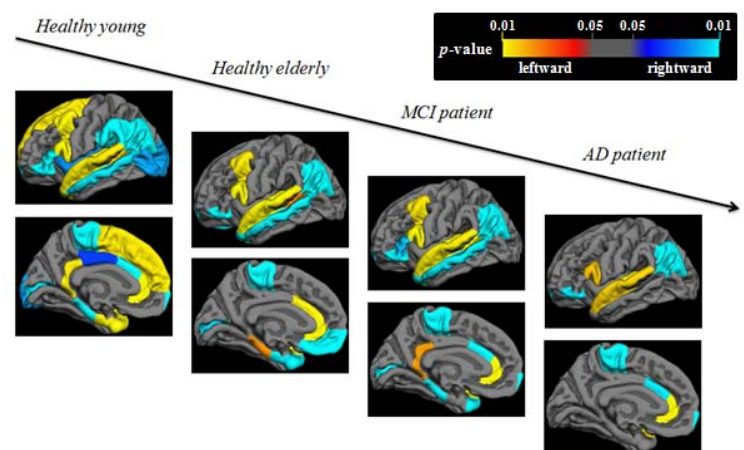 Healthy young
Healthy elderly
MCI patient
AD patient
0.01 0.05 0.05 0.01
p-value
leftward rightward